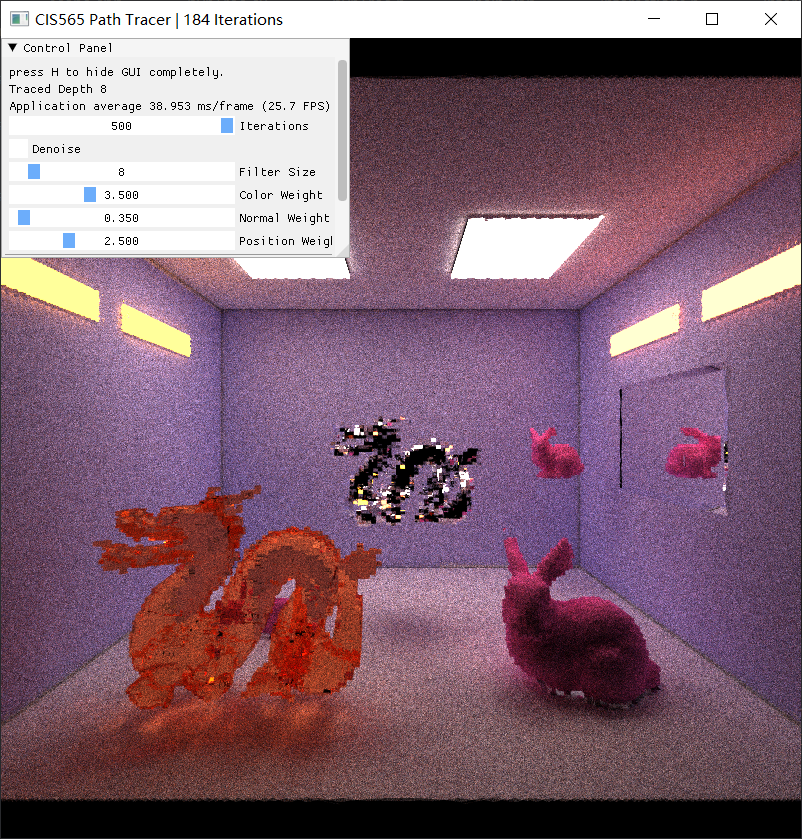 CIS565 Path Tracer | 184 Iterations
Control Panel
press H to hide GUI completely.
Traced Depth 8
Application average 38.953 ms/frame (25.7 FPS)
500 Iterations
Denoise
8 Filter Size
3.500 Color Weight
0.350 Normal Weight
2.500 Position Weigh